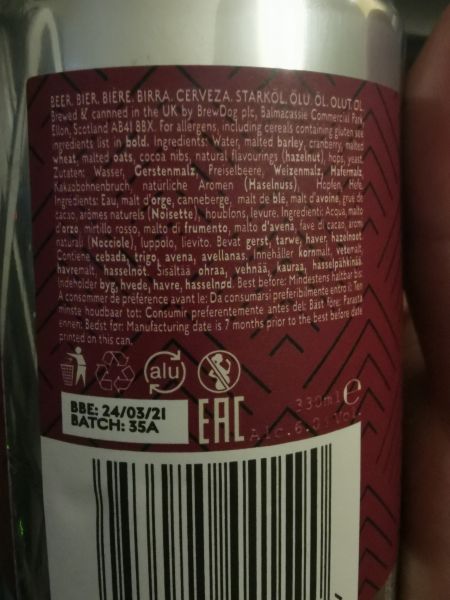 BEER. BIER. BIÈRE. BIRRA. CERVEZA. STARKÖL. ÖLU. ÖL. OLUT. ÖL
Brewed & cannned in the UK by BrewDog plc, Balmacassie Commercial Park,
Ellon, Scotland AB41 8BX. For allergens, including cereals containing gluten see
ingredients list in bold. Ingredients: Water, malted barley, cranberry, malted
wheat, malted oats, cocoa nibs, natural flavourings (hazelnut), hops, yeast.
Zutaten: Wasser, Gerstenmalz, Preiselbeere, Weizenmalz, Hafermalz,
Kakaobohnenbruch, natürliche Aromen (Haselnuss), Hopfen, Hefe.
Ingredients: Eau, malt d'orge, canneberge, malt de blé, malt d'avoine, grue de
cacao, arômes naturels (Noisette), houblons, levure. Ingredienti: Acqua, malto
d'orzo mirtillo rosso, malto di frumento, malto d'avena, fave di cacao, aromi
naturali (Nocciole), luppolo, lievito. Bevat gerst, tarwe, haver, hazelnoot.
Contiene cebada, trigo, avena, avellanas. Innehåller kornmalt, vetemalt,
havremalt, hasselnöt. Sisältää ohraa, vehnää, kauraa, hasselpähkinää.
Indeholder byg, hvede, havre, hasselnød. Best before: Mindestens haltbar bis:
A consommer de préférence avant le: Da consumarsi preferibilmente entro il: Ten
minste houdbaar tot: Consumir preferentemente antes del: Bäst före: Parasta
ennen: Bedst før: Manufacturing date is 7 months prior to the best before date
printed on this can.
alu
BBE: 24/03/21
BATCH: 35A
EAC
330ml e
Alc. 6.0% Vol.